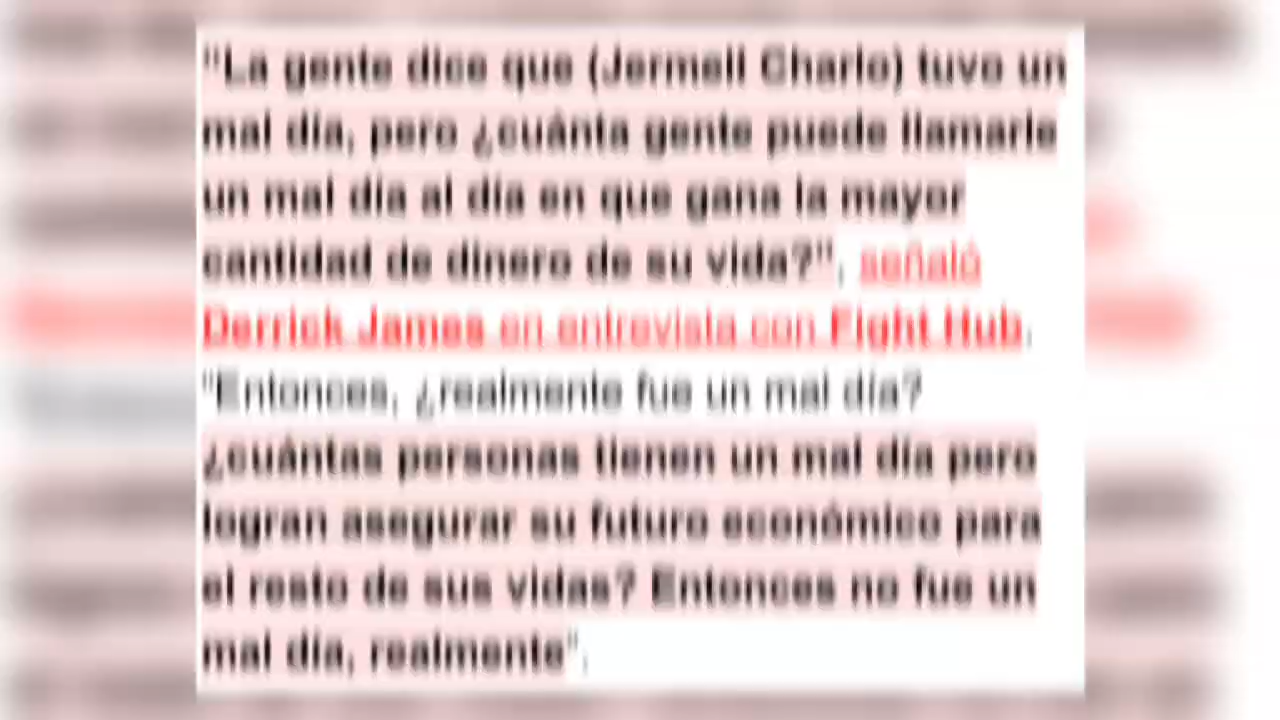 "La gente dice que (Jermell Charlo) tuvo un
mal día, pero ¿cuánta gente puede llamarle
un mal día al día en que gana la mayor
cantidad de dinero de su vida?", señaló
Derrick James en entrevista con Fight Hub.
"Entonces, ¿realmente fue un mal día?
¿cuántas personas tienen un mal día pero
logran asegurar su futuro económico para
el resto de sus vidas? Entonces no fue un
mal día, realmente".